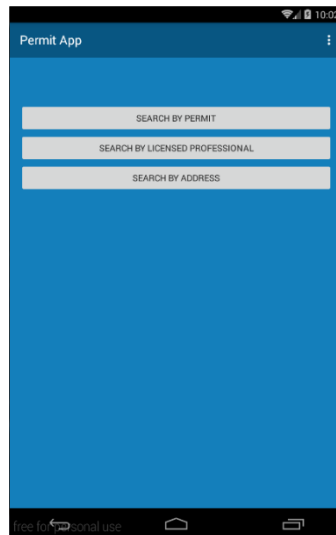 10:02
Permit App
SEARCH BY PERMIT
SEARCH BY LICENSED PROFESSIONAL
SEARCH BY ADDRESS
free for personal use